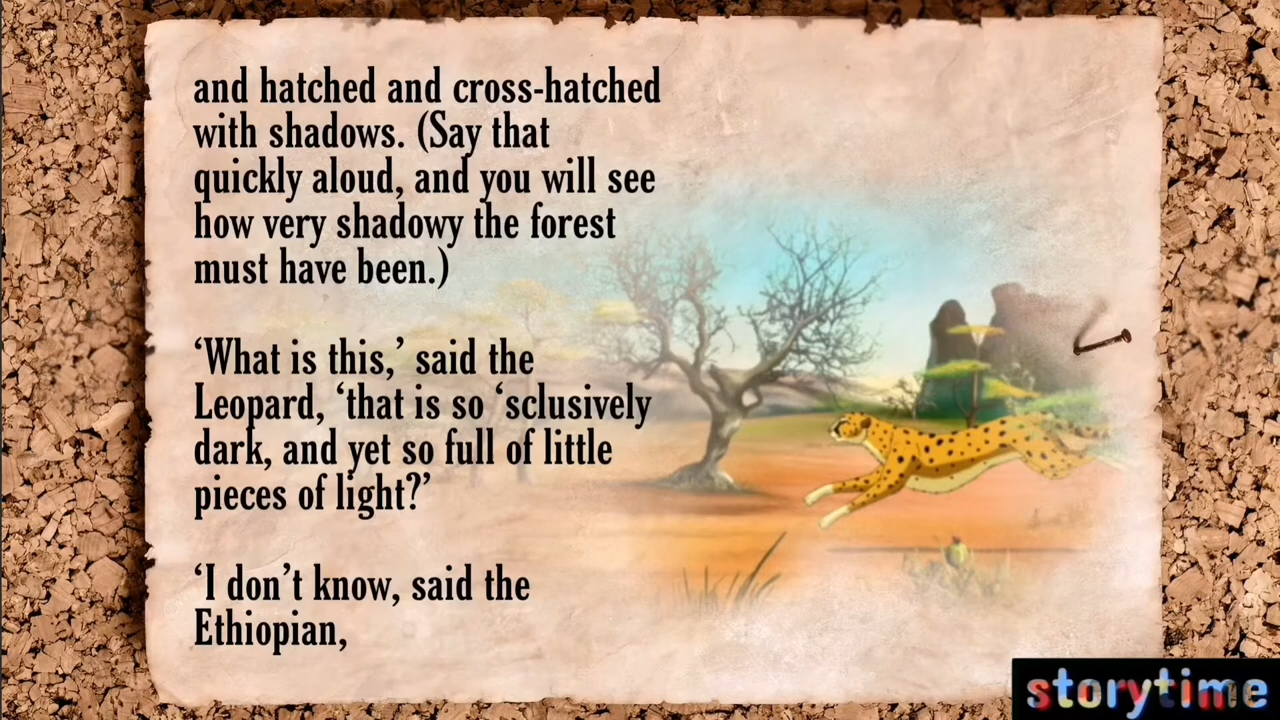 and hatched and cross-hatched
with shadows. (Say that
quickly aloud, and you will see
how very shadowy the forest
must have been.)
‘What is this,’ said the
Leopard, ‘that is so ‘sclusively
dark, and yet so full of little
pieces of light?’
‘I don’t know, said the
Ethiopian,
storytime